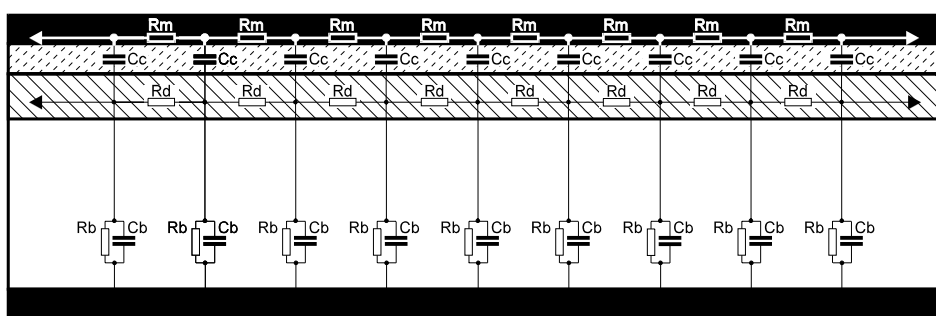 Rm Rm Rm Rm Rm Rm Rm Rm
Cc Cc Cc Cc Cc Cc Cc Cc Cc
Rd Rd Rd Rd Rd Rd Rd Rd
Rb Cb Rb Cb Rb Cb Rb Cb Rb Cb Rb Cb Rb Cb Rb Cb Rb Cb